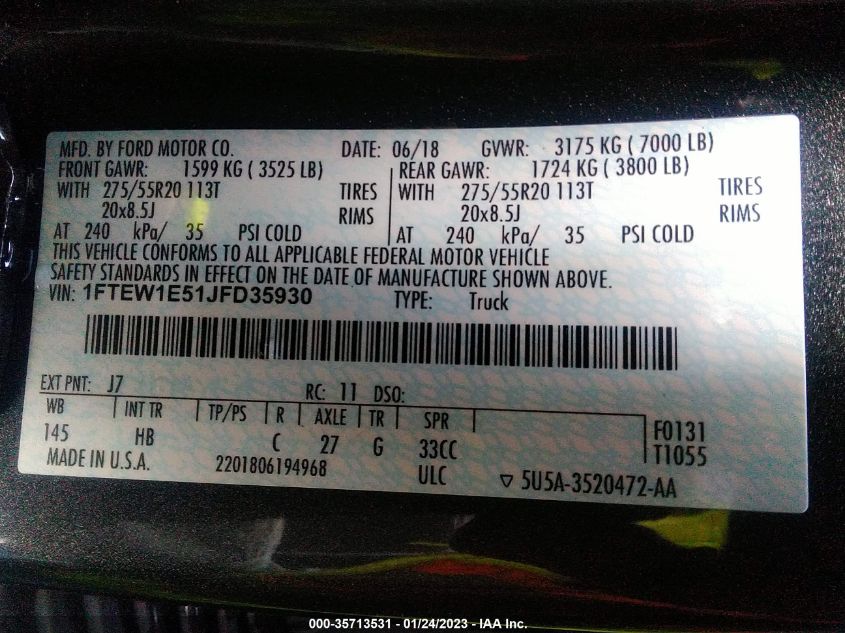 MFD. BY FORD MOTOR CO. DATE: 06/18 GVWR: 3175 KG ( 7000 LB)
FRONT GAWR: 1599 KG ( 3525 LB) REAR GAWR: 1724 KG ( 3800 LB)
WITH 275/55R20 113T TIRES WITH 275/55R20 113T TIRES
20x8.5J RIMS 20x8.5J RIMS
AT 240 kPa/ 35 PSI COLD AT 240 kPa/ 35 PSI COLD
THIS VEHICLE CONFORMS TO ALL APPLICABLE FEDERAL MOTOR VEHICLE
SAFETY STANDARDS IN EFFECT ON THE DATE OF MANUFACTURE SHOWN ABOVE.
VIN: 1FTEW1E51JFD35930 TYPE: Truck
EXT PNT: J7 RC: 11 DSO:
WB INT TR TP/PS R AXLE TR SPR F0131
145 HB C 27 G 33CC T1055
MADE IN U.S.A. 2201806194968 ULC ▽ 5U5A-3520472-AA
000-35713531 - 01/24/2023 - IAA Inc.